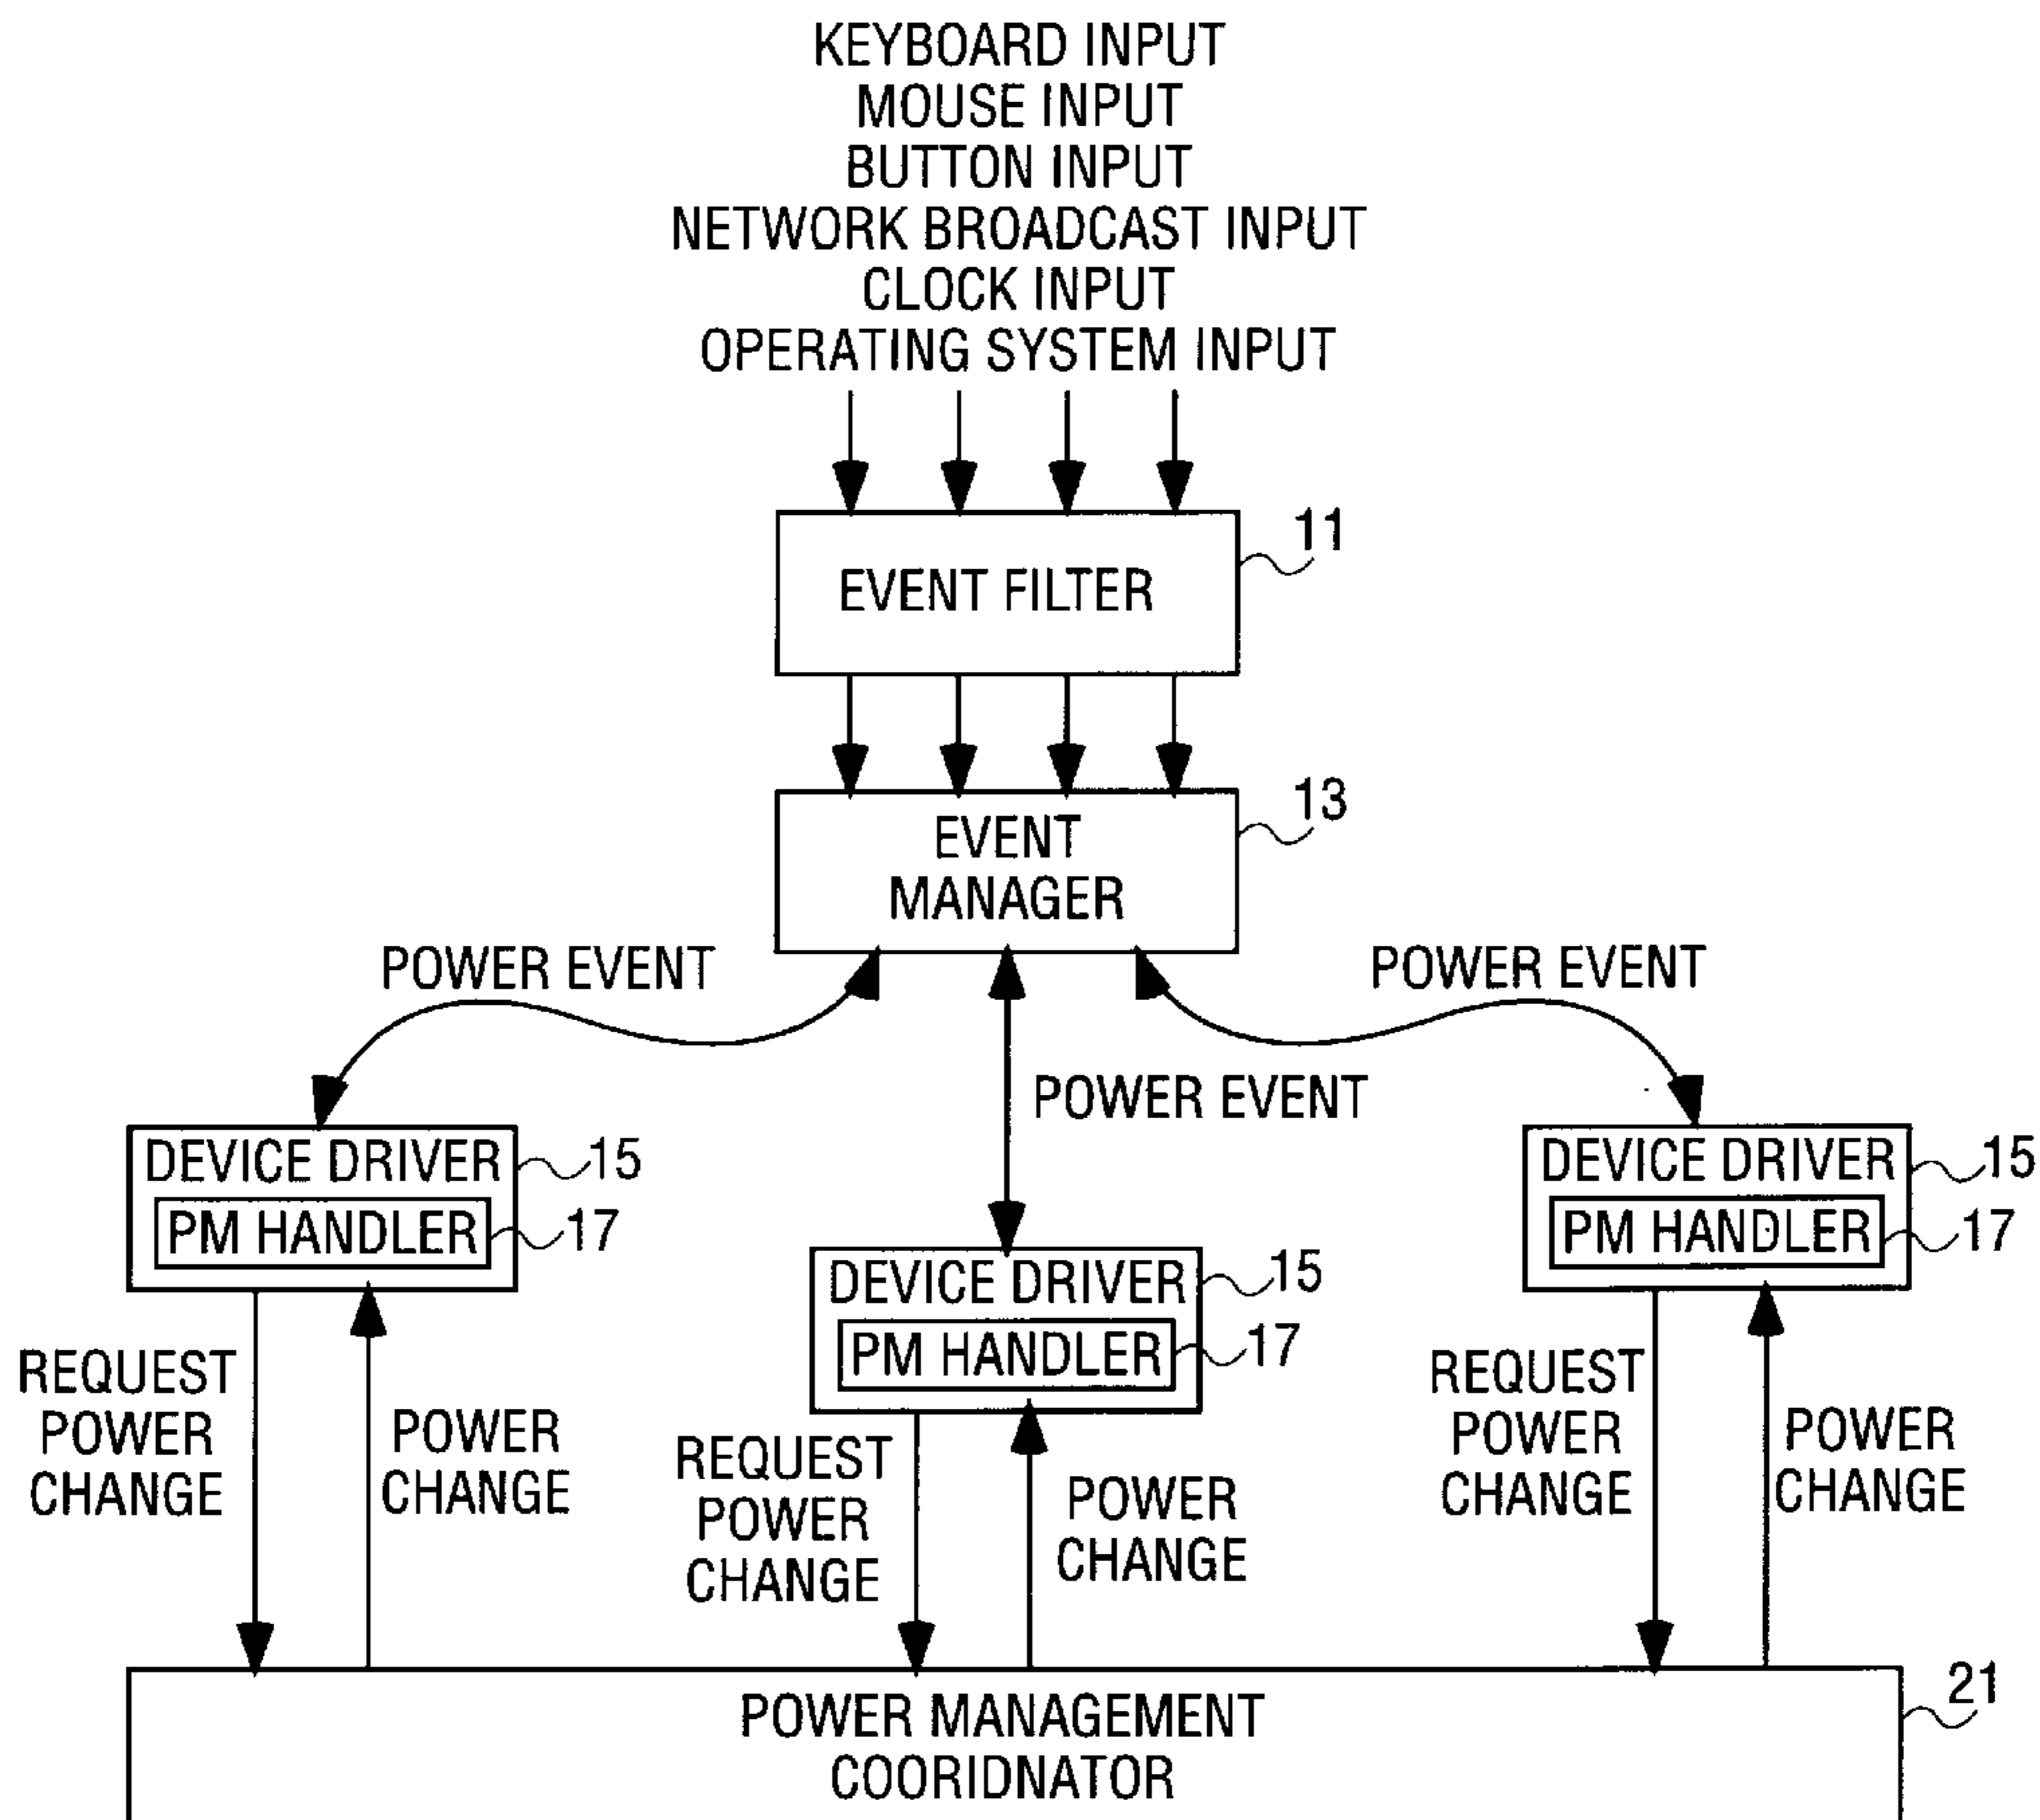 KEYBOARD INPUT
MOUSE INPUT
BUTTON INPUT
NETWORK BROADCAST INPUT
CLOCK INPUT
OPERATING SYSTEM INPUT
11
EVENT FILTER
13
EVENT
MANAGER
POWER EVENT
POWER EVENT
POWER EVENT
DEVICE DRIVER
15
PM HANDLER
17
DEVICE DRIVER
15
PM HANDLER
17
DEVICE DRIVER
15
PM HANDLER
17
REQUEST
POWER
CHANGE
POWER
CHANGE
REQUEST
POWER
CHANGE
POWER
CHANGE
REQUEST
POWER
CHANGE
POWER
CHANGE
21
POWER MANAGEMENT
COORIDNATOR